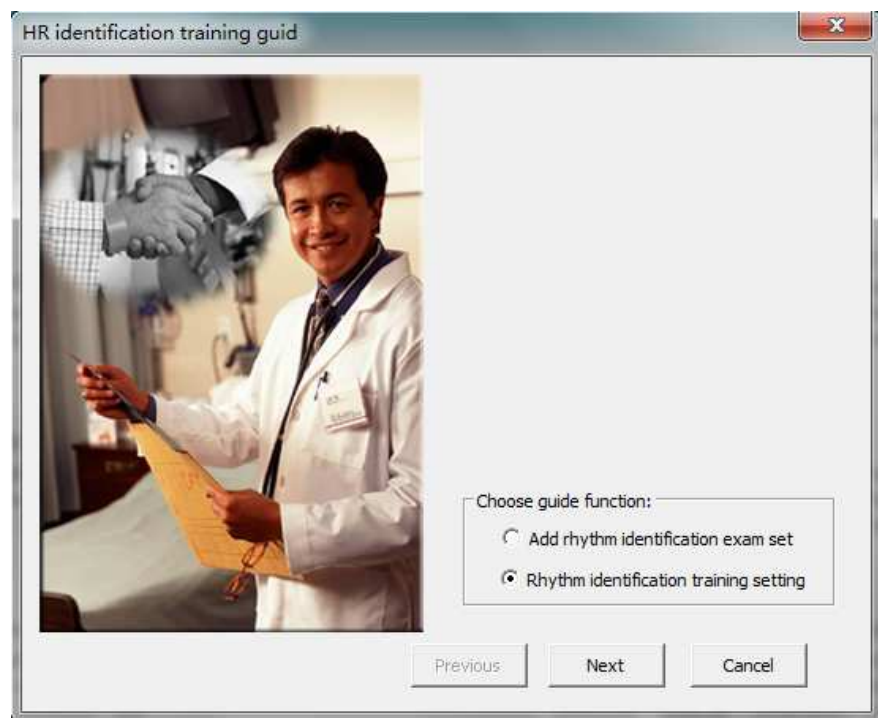 HR identification training guid
Choose guide function:
Add rhythm identification exam set
Rhythm identification training setting
Previous
Next
Cancel